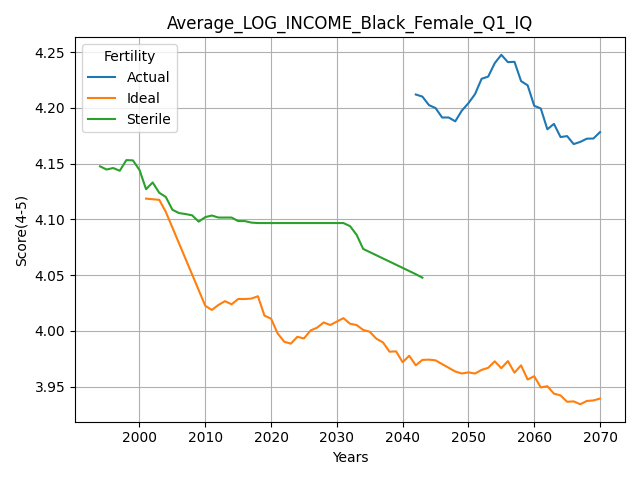 Average_LOG_INCOME_Black_Female_Q1_IQ
Fertility
Actual
Ideal
Sterile
Score(4-5)
4.25
4.20
4.15
4.10
4.05
4.00
3.95
2000 2010 2020 2030 2040 2050 2060 2070
Years